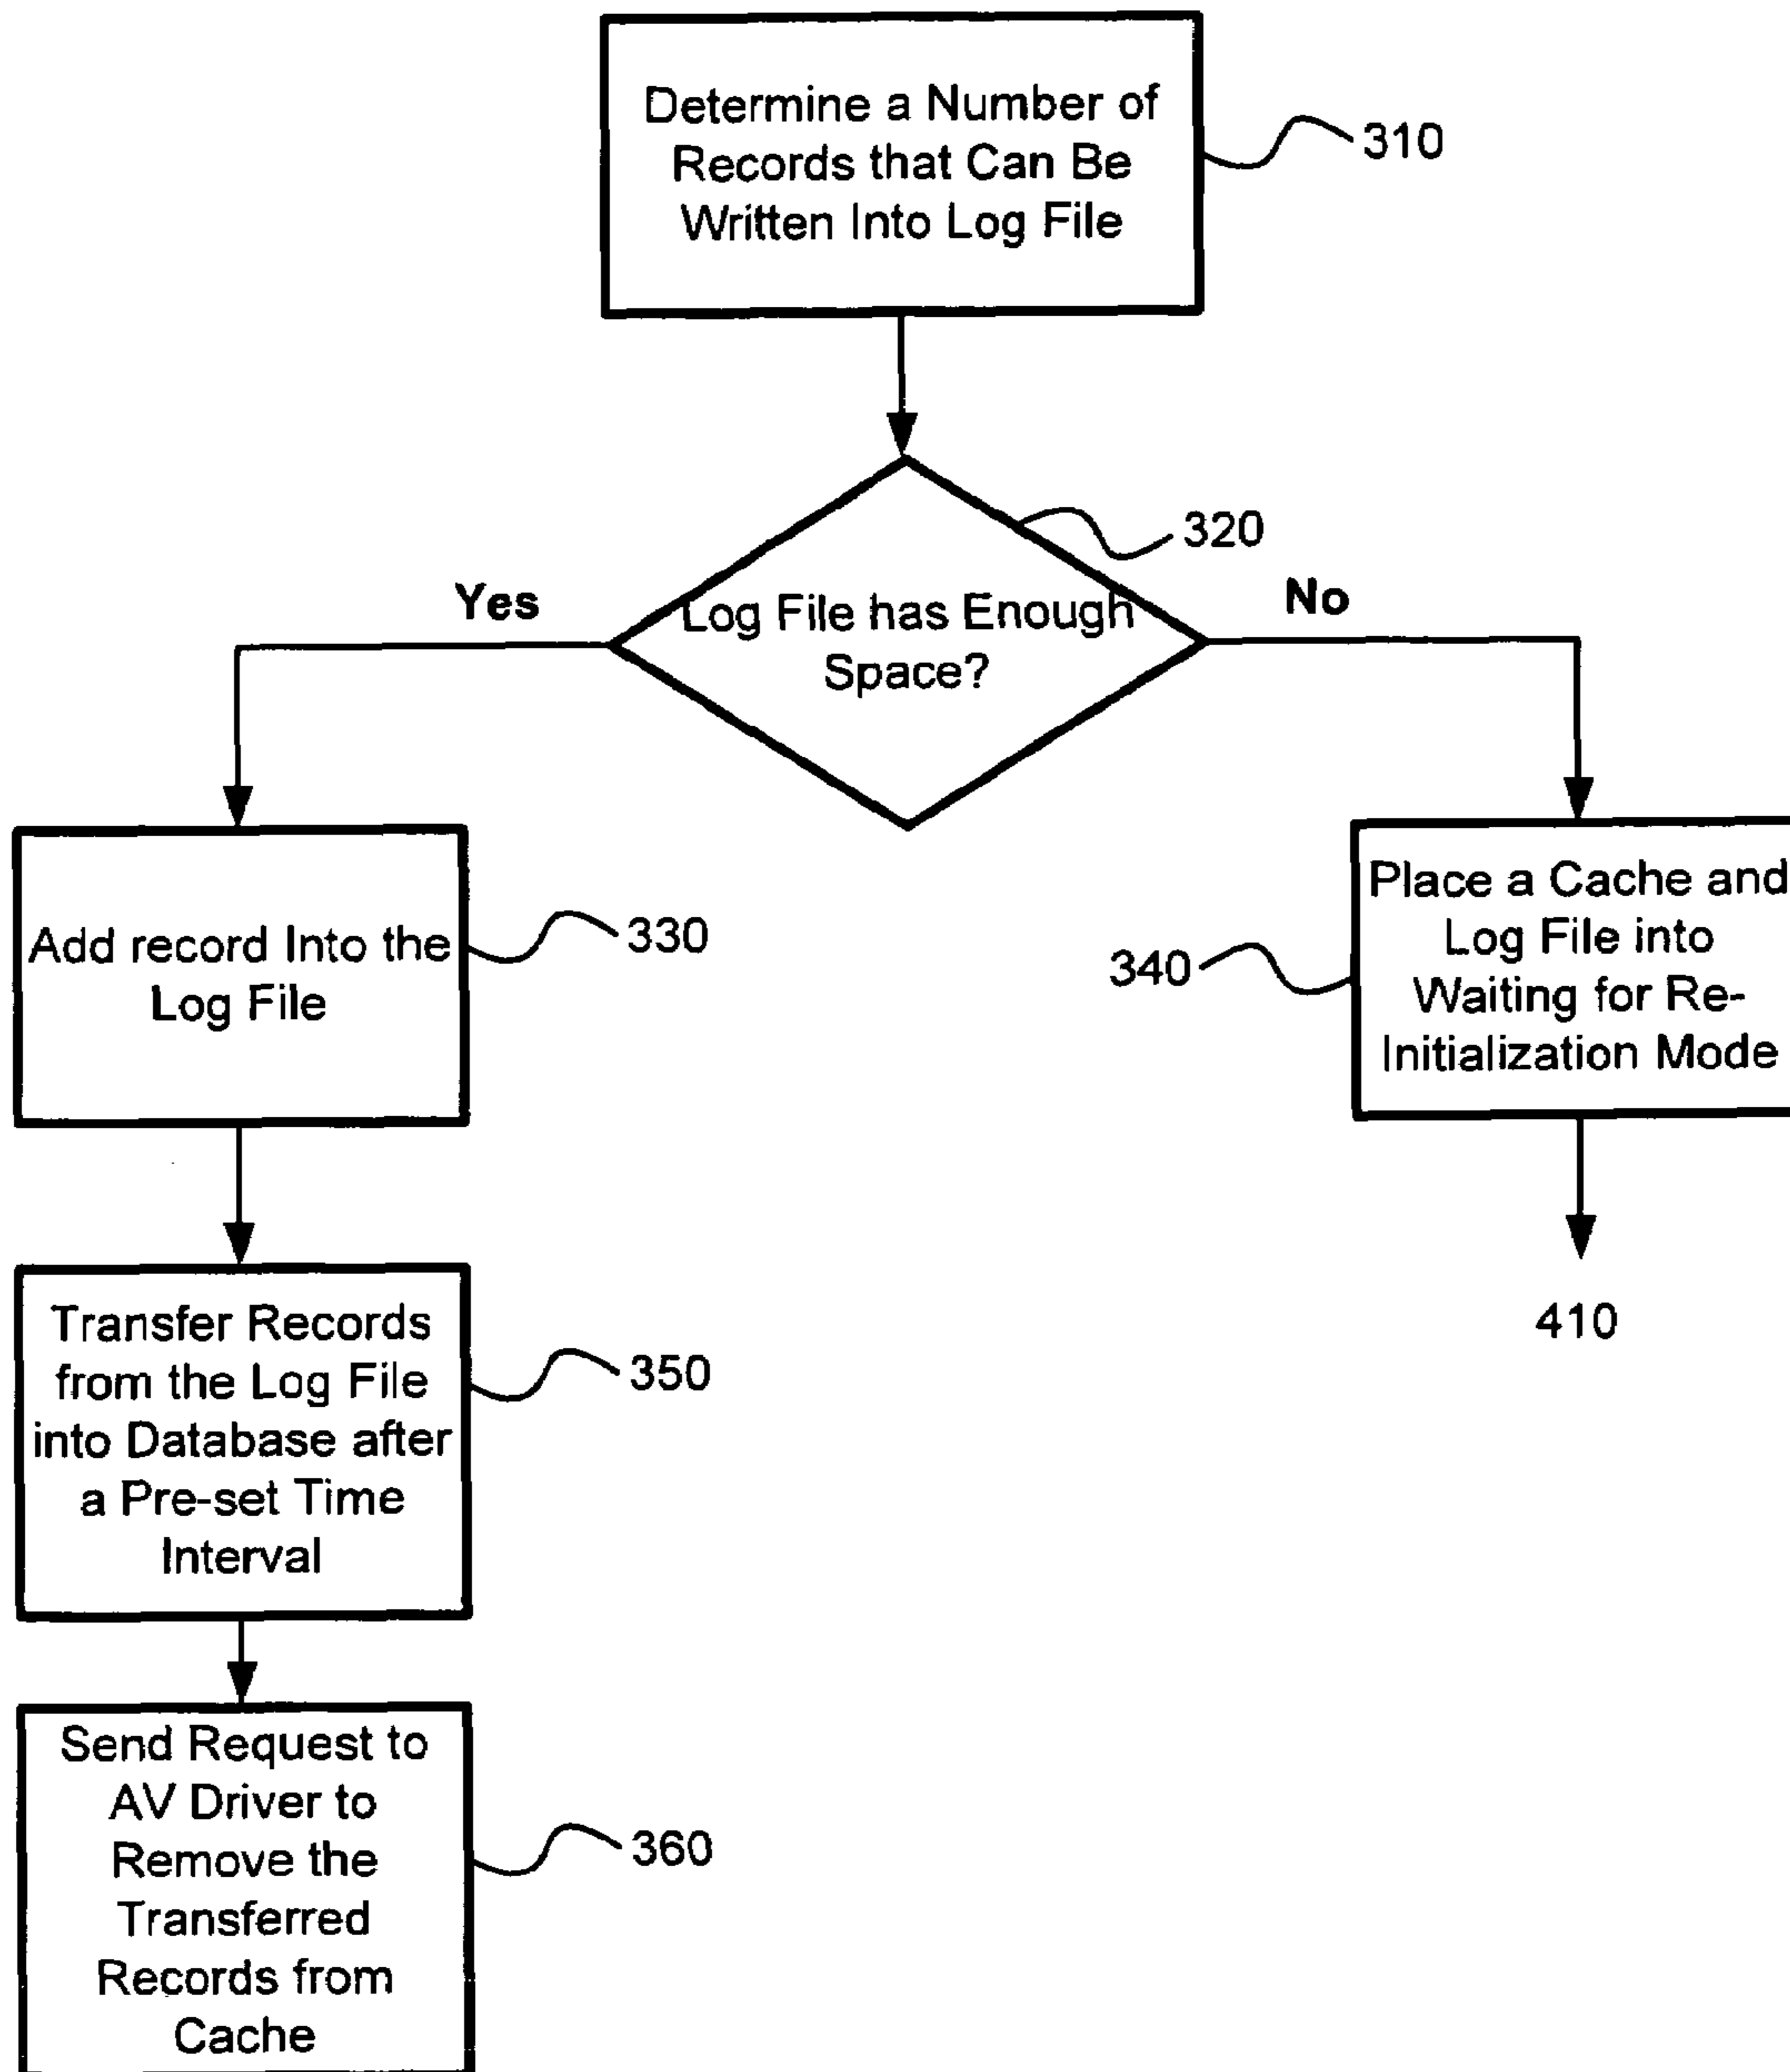 Determine a Number of
Records that Can Be
Written Into Log File
310
320
Yes
No
Log File has Enough
Space?
Add record Into the
Log File
330
Place a Cache and
Log File into
Waiting for Re-
Initialization Mode
340
Transfer Records
from the Log File
into Database after
a Pre-set Time
Interval
350
410
Send Request to
AV Driver to
Remove the
Transferred
Records from
Cache
360